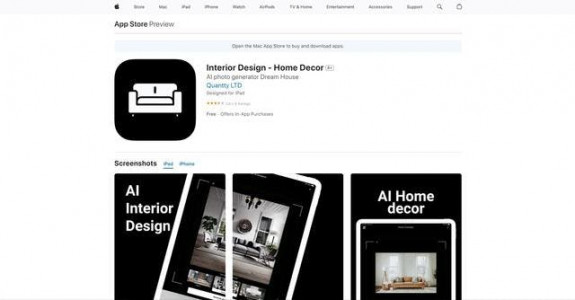 Store Mac iPad iPhone Watch AirPods TV & Home Entertainment Accessories Support
App Store Preview
Open the Mac App Store to buy and download apps.
Interior Design - Home Decor 4+
AI photo generator Dream House
Quantty LTD
Designed for iPad
Free · Offers In-App Purchases
Screenshots iPad iPhone
AI
Interior
Design
AI Home
decor